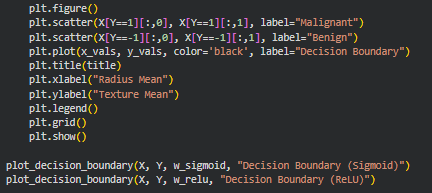 plt.figure()
plt.scatter(X[Y==1][:,0], X[Y==1][:,1], label="Malignant")
plt.scatter(X[Y==-1][:,0], X[Y==-1][:,1], label="Benign")
plt.plot(x_vals, y_vals, color='black', label="Decision Boundary")
plt.title(title)
plt.xlabel("Radius Mean")
plt.ylabel("Texture Mean")
plt.legend()
plt.grid()
plt.show()
plot_decision_boundary(X, Y, w_sigmoid, "Decision Boundary (Sigmoid)")
plot_decision_boundary(X, Y, w_relu, "Decision Boundary (ReLU)")